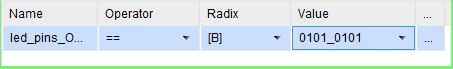 Name Operator Radix Value ...
led_pins_O... == [B] 0101_0101 ...